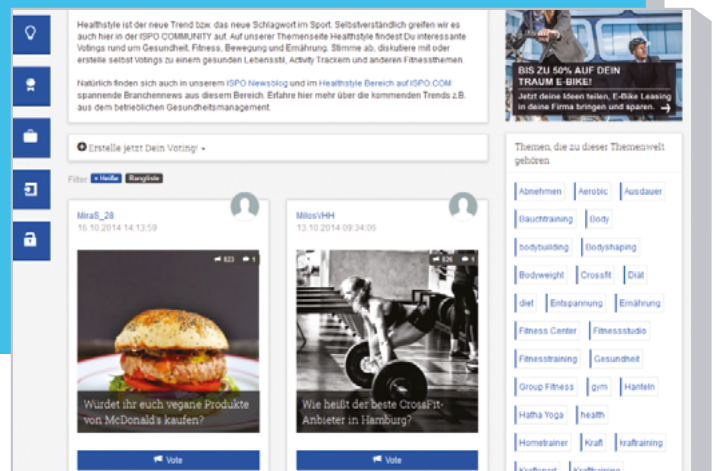 Healthstyle ist der neue Trend bzw. das neue Schlagwort im Sport. Selbstverständlich greifen wir es
auch hier in der ISPO COMMUNITY auf. Auf unserer Themenseite Healthstyle findest Du interessante
Votings rund um Gesundheit, Fitness, Bewegung und Ernährung. Stimme ab, diskutiere mit oder
erstelle selbst Votings zu einem gesunden Lebensstil, Activity Trackern und anderen Fitnessthemen.
Natürlich finden sich auch in unserem ISPO Newsblog und im Healthstyle Bereich auf ISPO.COM
spannende Branchennews aus diesem Bereich. Erfahre hier mehr über die kommenden Trends z.B.
aus dem betrieblichen Gesundheitsmanagement.
Erstelle jetzt Dein Voting!
Filter: Heiße Rangliste
MiraS_28
16.10.2014 14:13:59
823 1
Würdet ihr euch vegane Produkte
von McDonald's kaufen?
Vote
MilosVHH
13.10.2014 09:34:06
826 1
Wie heißt der beste CrossFit-
Anbieter in Hamburg?
Vote
BIS ZU 50% AUF DEIN
TRAUM E-BIKE!
Jetzt deine Ideen teilen, E-Bike Leasing
in deine Firma bringen und sparen.
Themen, die zu dieser Themenwelt
gehören
Abnehmen Aerobic Ausdauer
Bauchtraining Body
bodybuilding Bodyshaping
Bodyweight Crossfit Diät
diet Entspannung Ernährung
Fitness Center Fitnessstudio
Fitnesstraining Gesundheit
Group Fitness gym Hanteln
Hatha Yoga health
Hometrainer Kraft kraftraining
Kraftsport Krafttraining